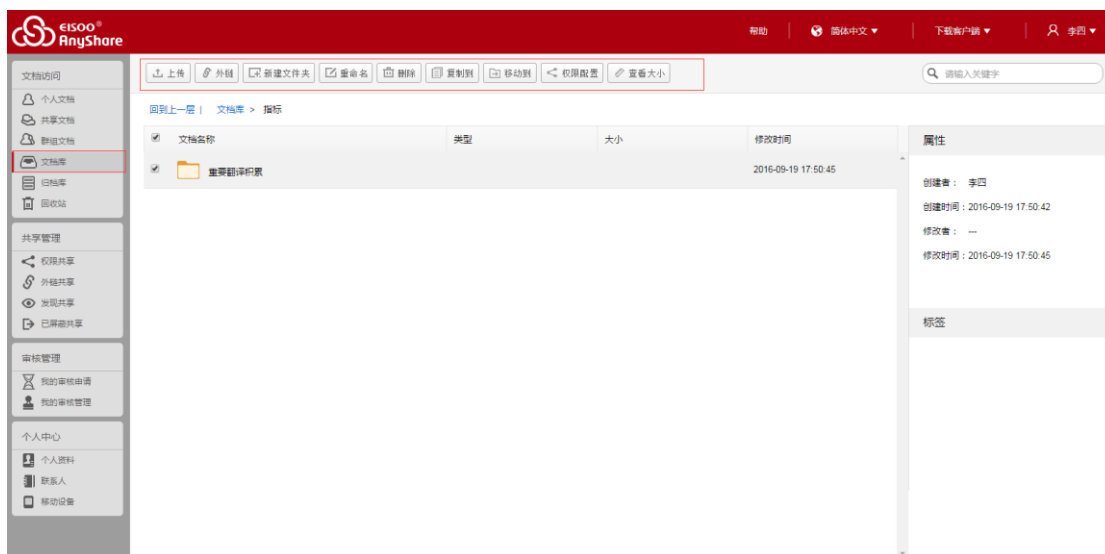 EISOO®
AnyShare
帮助
简体中文 ▼
下载客户端 ▼
李四 ▼
文档访问
个人文档
共享文档
群组文档
文档库
归档库
回收站
共享管理
权限共享
外链共享
发现共享
已屏蔽共享
审核管理
我的审核申请
我的审核管理
个人中心
个人资料
联系人
移动设备
上传 外链 新建文件夹 重命名 删除 复制到 移动到 权限配置 查看大小
请输入关键字
回到上一层 | 文档库 > 指标
文档名称 类型 大小 修改时间
重要翻译积累 2016-09-19 17:50:45
属性
创建者： 李四
创建时间：2016-09-19 17:50:42
修改者： ---
修改时间：2016-09-19 17:50:45
标签